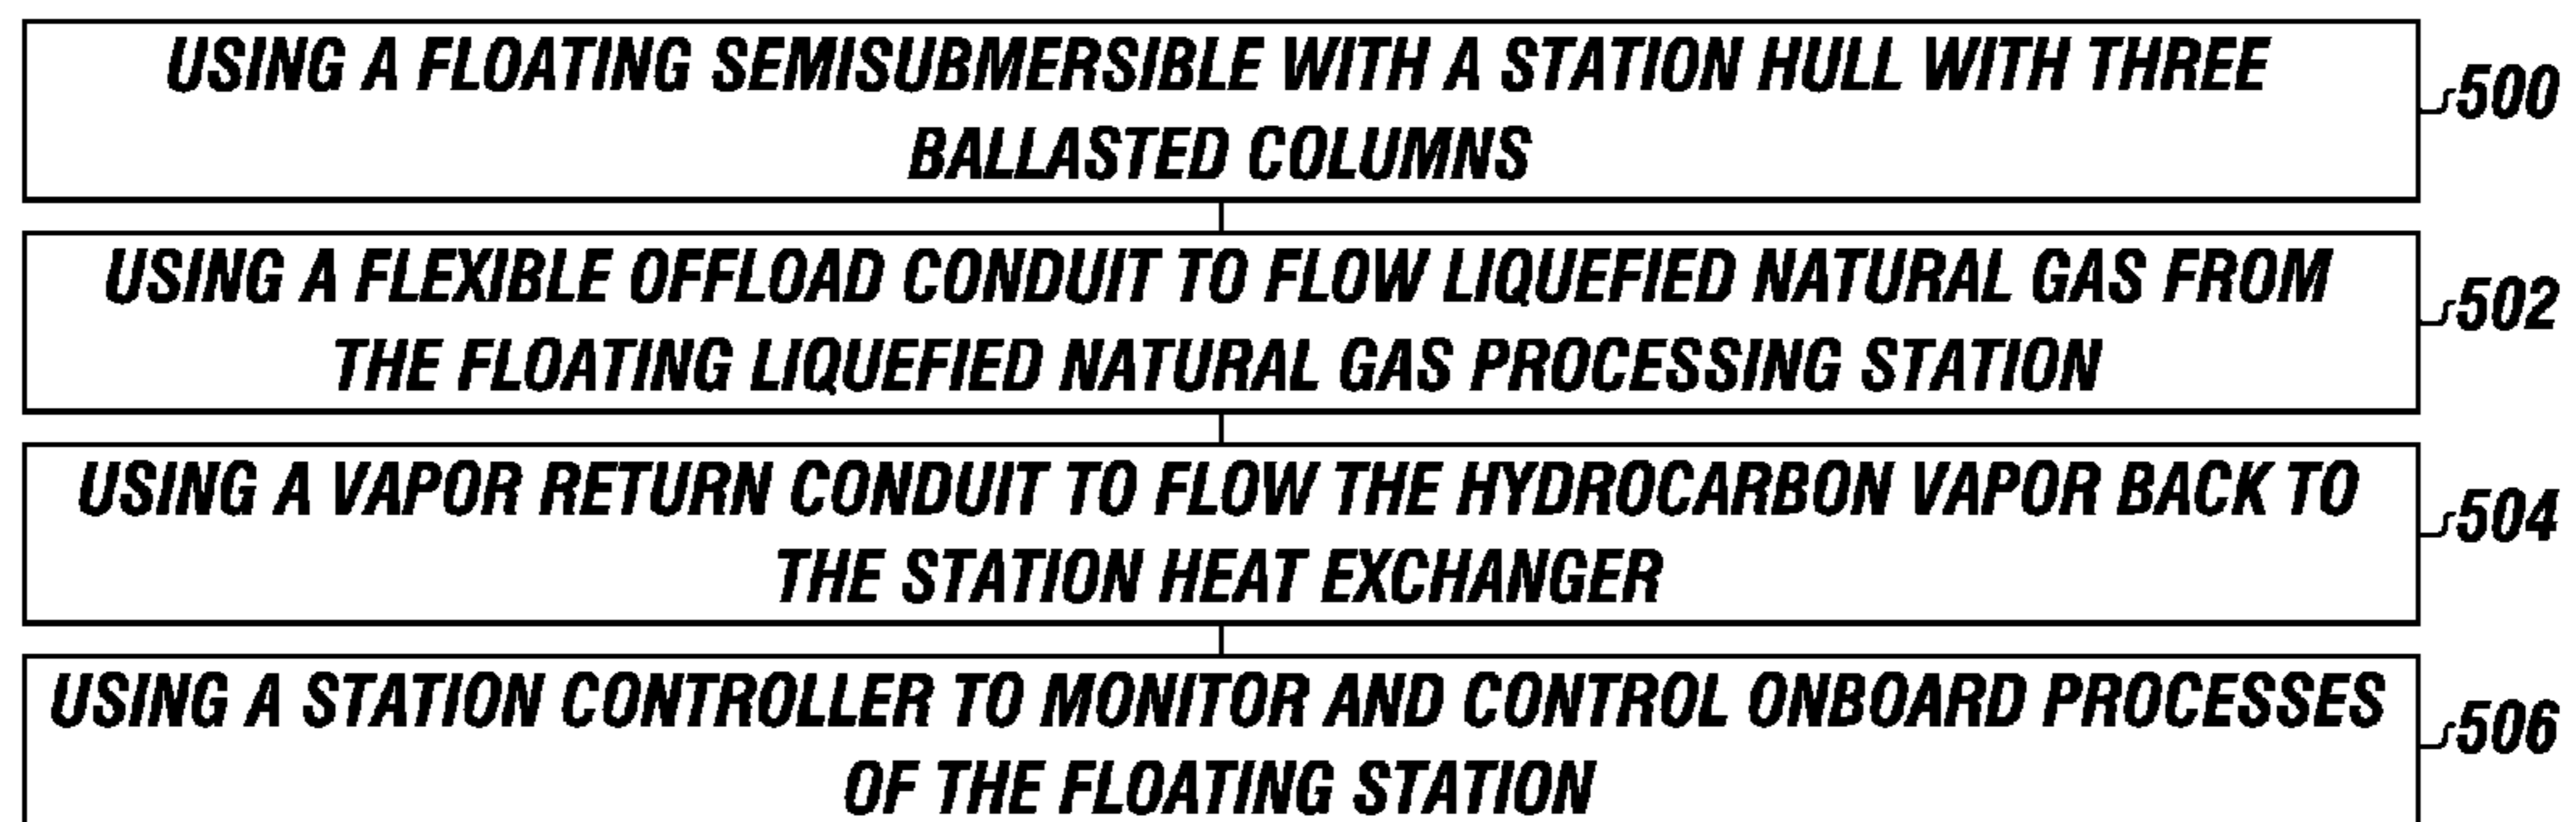 USING A FLOATING SEMISUBMERSIBLE WITH A STATION HULL WITH THREE
BALLASTED COLUMNS
500
USING A FLEXIBLE OFFLOAD CONDUIT TO FLOW LIQUEFIED NATURAL GAS FROM
THE FLOATING LIQUEFIED NATURAL GAS PROCESSING STATION
502
USING A VAPOR RETURN CONDUIT TO FLOW THE HYDROCARBON VAPOR BACK TO
THE STATION HEAT EXCHANGER
504
USING A STATION CONTROLLER TO MONITOR AND CONTROL ONBOARD PROCESSES
OF THE FLOATING STATION
506